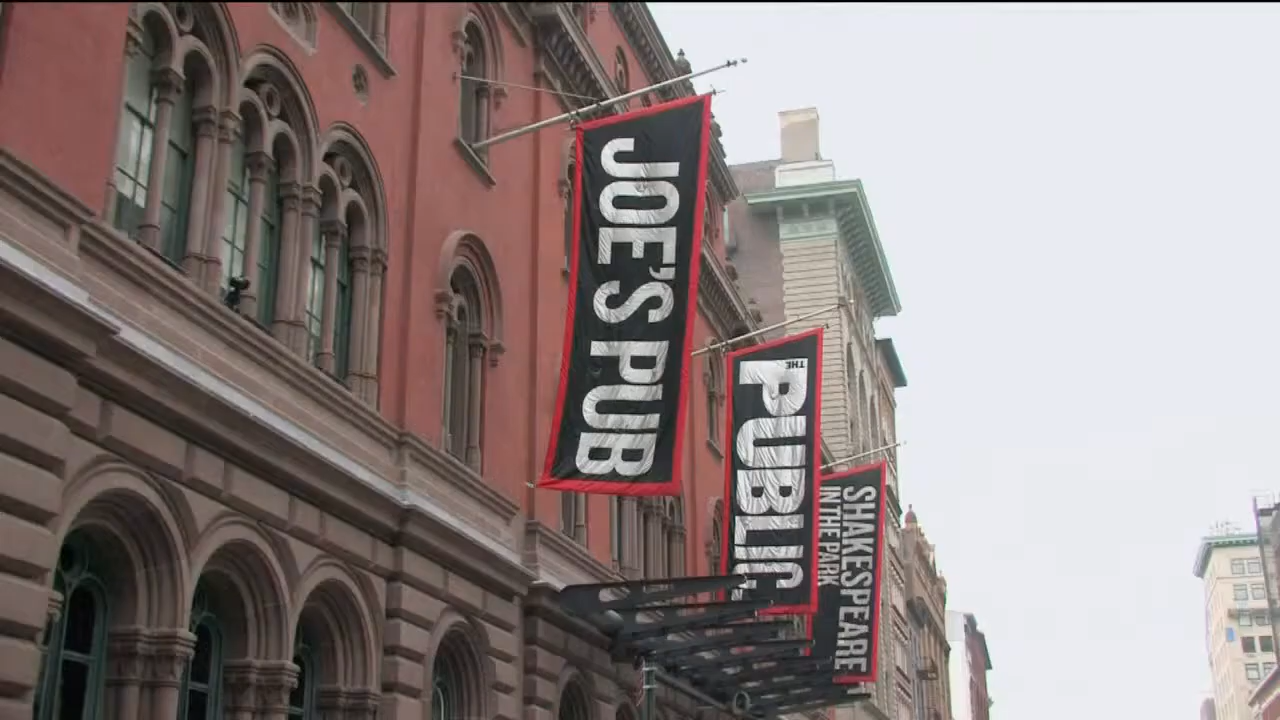 JOE'S PUB
THE
PUBLIC
SHAKESPEARE
IN THE PARK